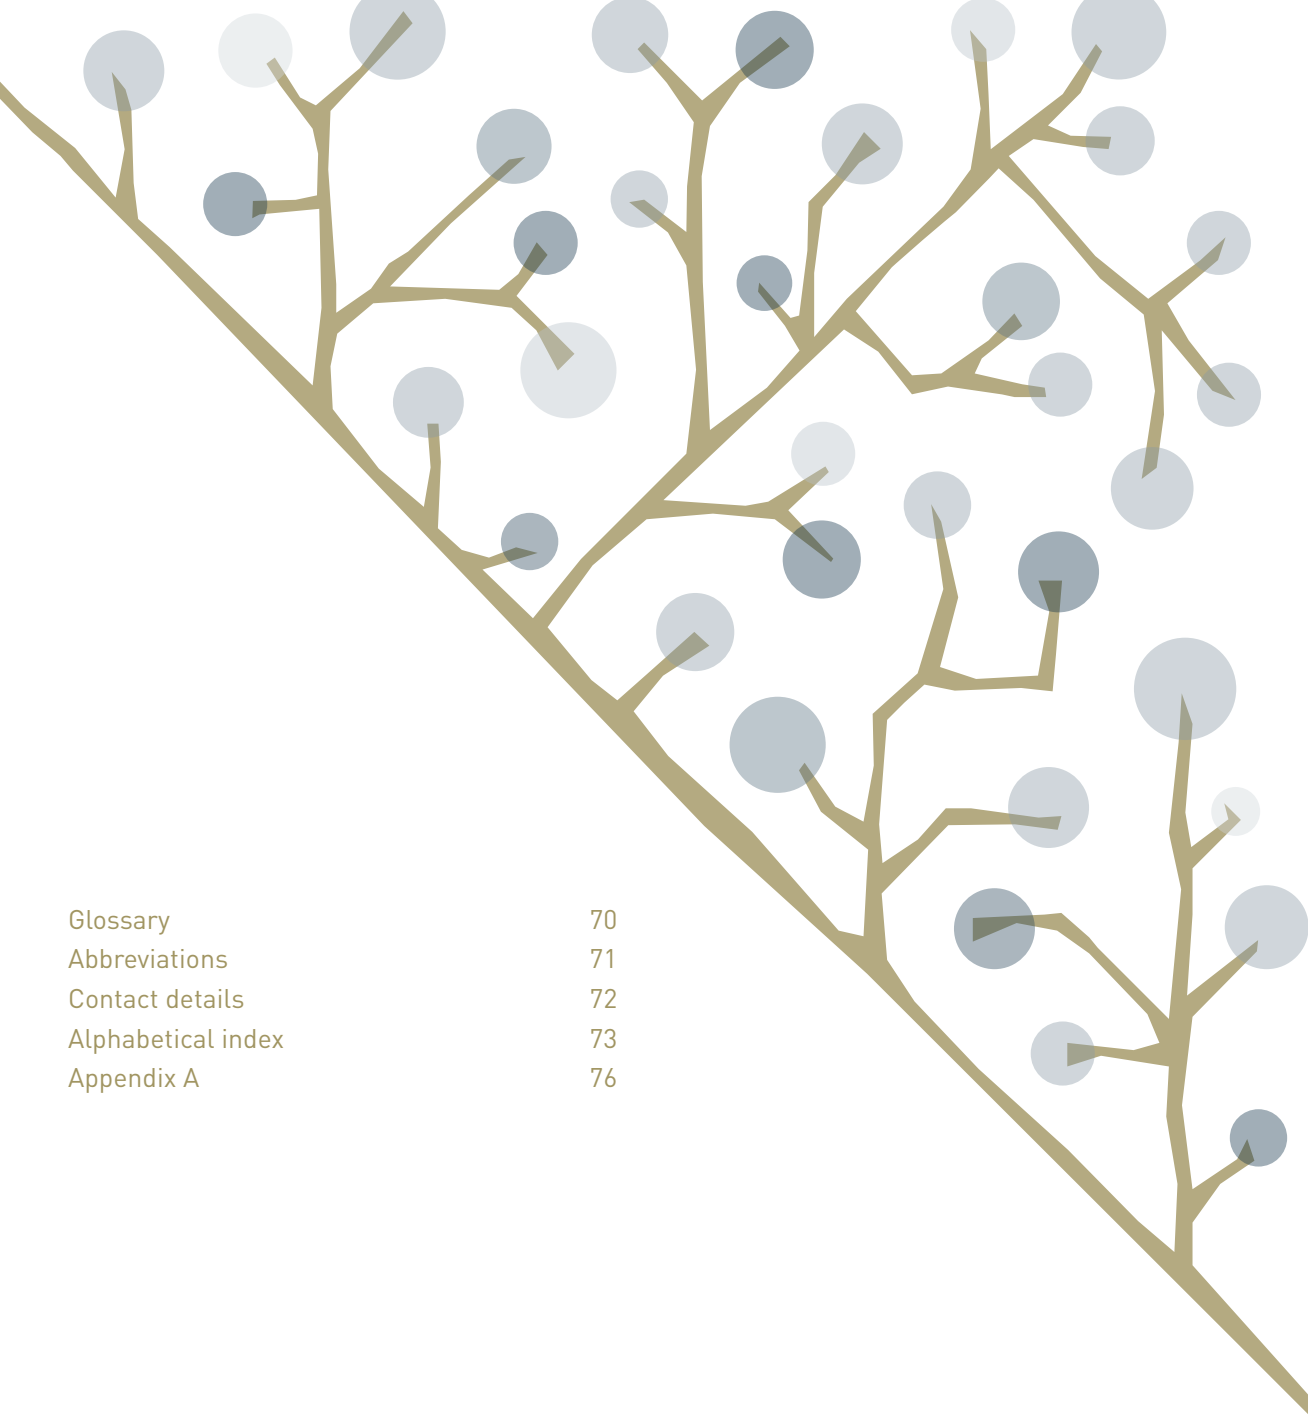 Glossary 70
Abbreviations 71
Contact details 72
Alphabetical index 73
Appendix A 76